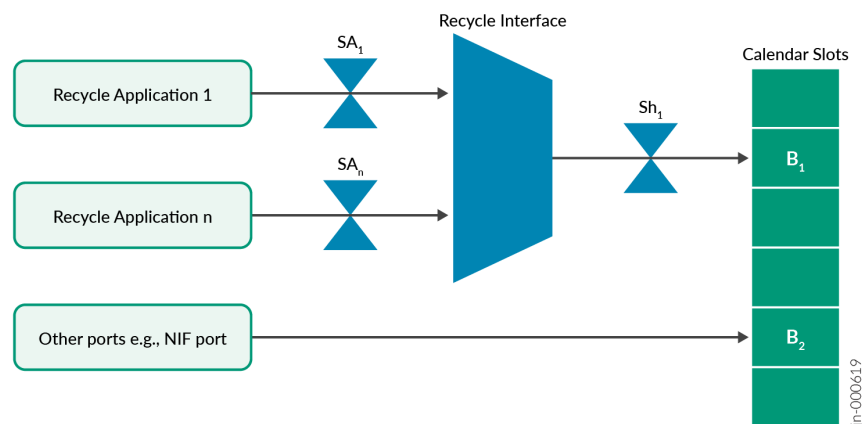 Recycle Interface
SA₁
Calendar Slots
Recycle Application 1
Sh₁
B₁
SAₙ
Recycle Application n
Other ports e.g., NIF port
B₂
jn-000619